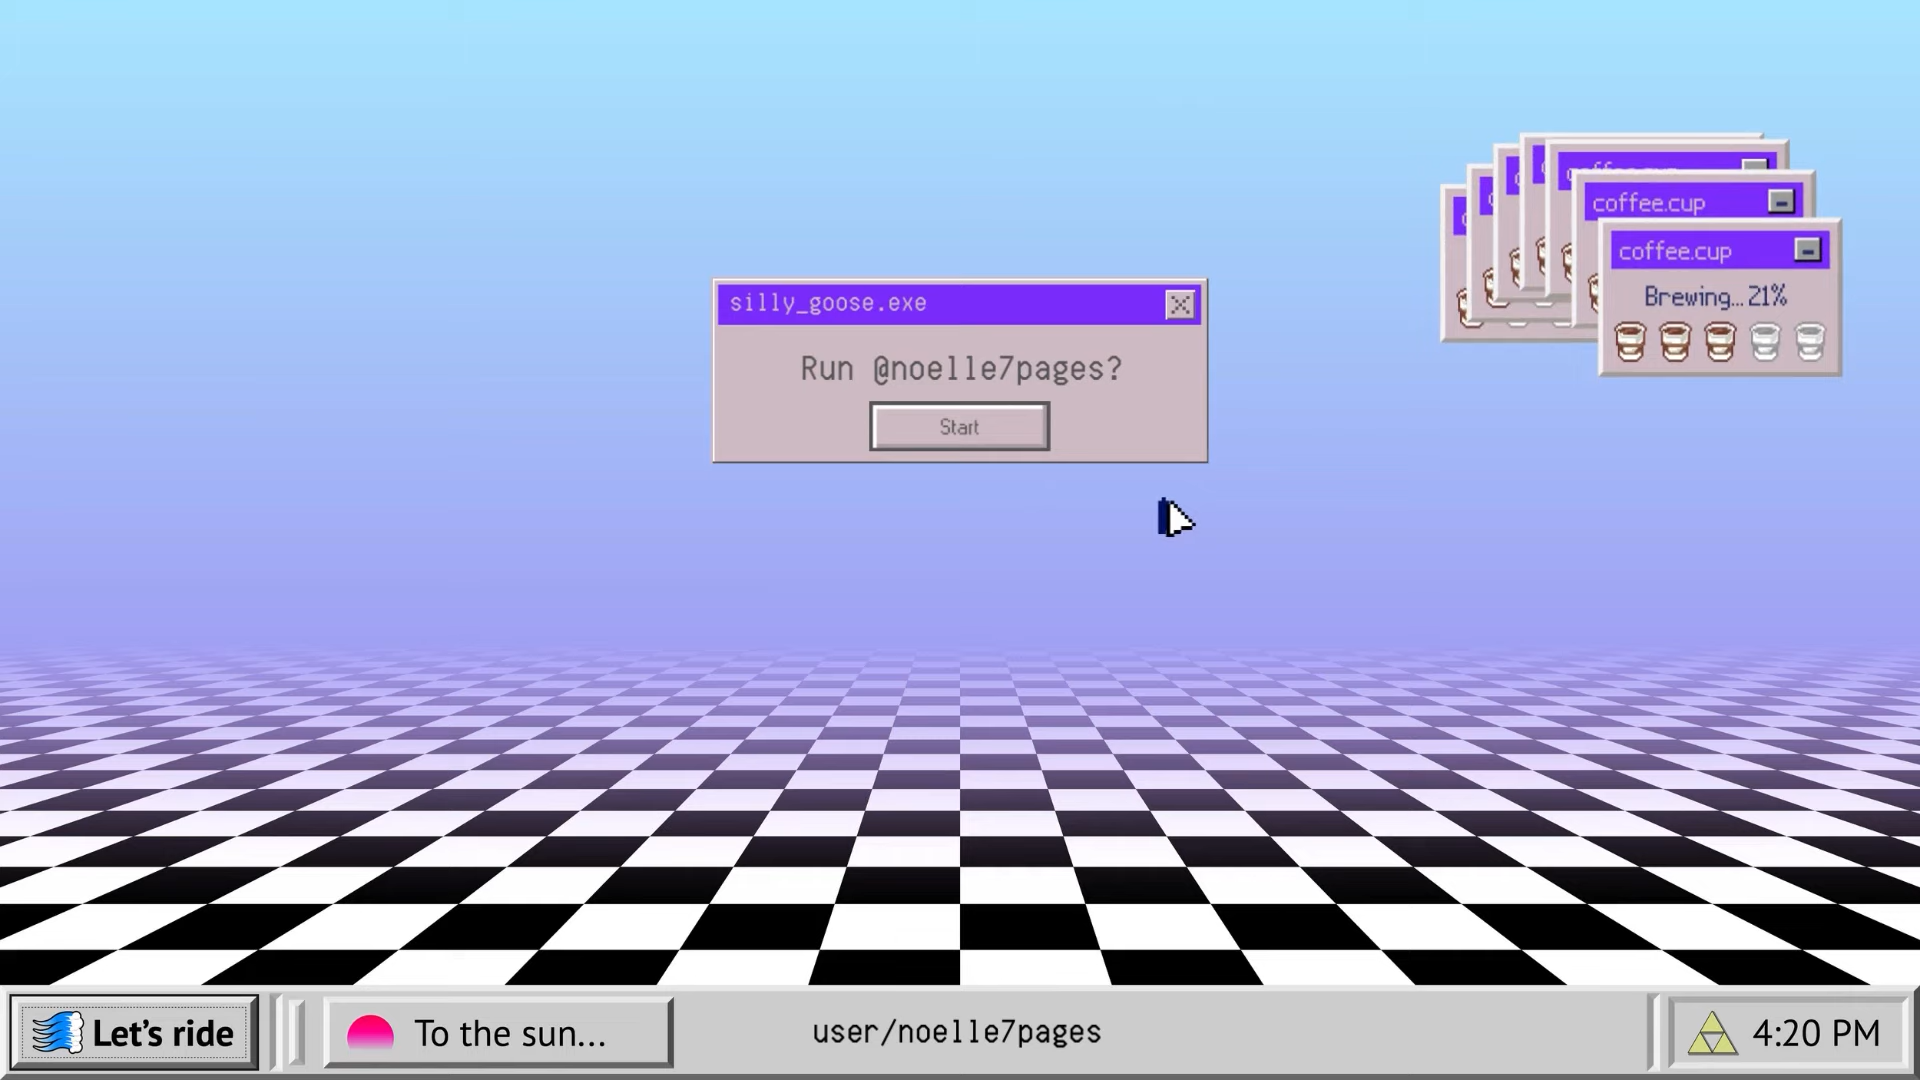 coffee.cup
coffee.cup
Brewing... 21%
silly_goose.exe
Run @noelle7pages?
Start
Let's ride
To the sun...
user/noelle7pages
4:20 PM